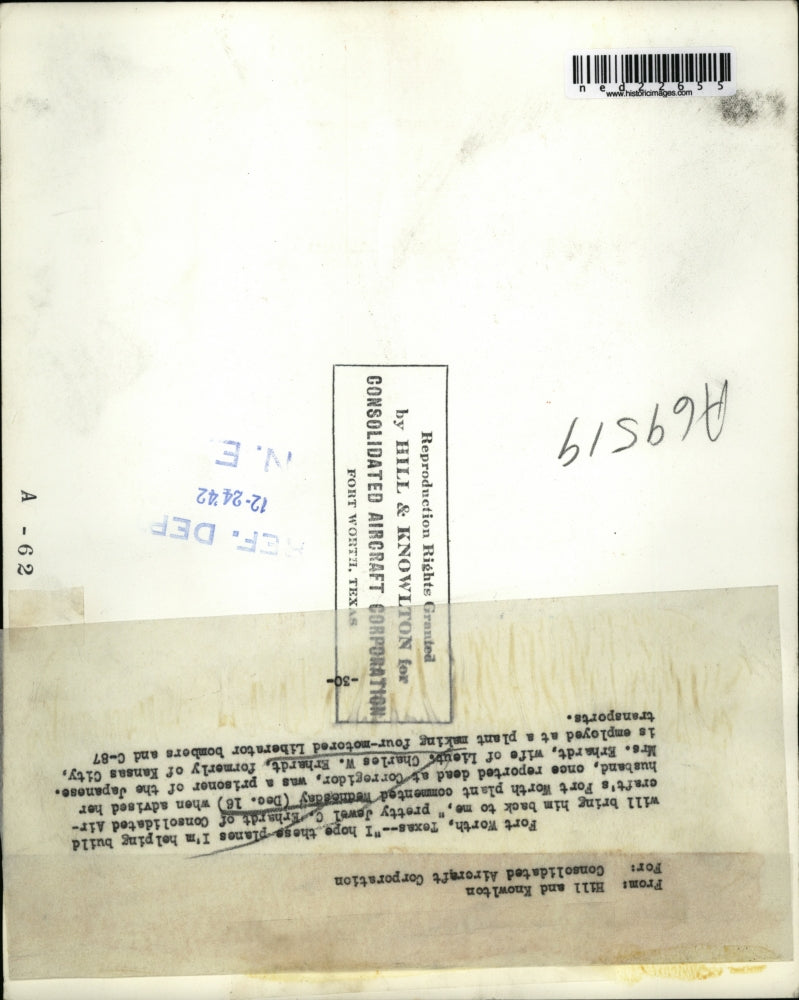 ned22655
www.historicimages.com
A69519
Reproduction Rights Granted
by HILL & KNOWLTON for
CONSOLIDATED AIRCRAFT CORPORATION
FORT WORTH, TEXAS
N.E.
12-24-42
REF. DEP
A - 62
From: Hill and Knowlton
For: Consolidated Aircraft Corporation
Fort Worth, Texas--"I hope these planes I'm helping build
will bring him back to me," pretty Jewel C. Erhardt of Consolidated Air-
craft's Fort Worth plant commented Wednesday (Dec. 16) when advised her
husband, once reported dead at Corregidor, was a prisoner of the Japanese.
Mrs. Erhardt, wife of Lieut. Charles W. Erhardt, formerly of Kansas City,
is employed at a plant making four-motored Liberator bombers and C-87
transports.
-30-